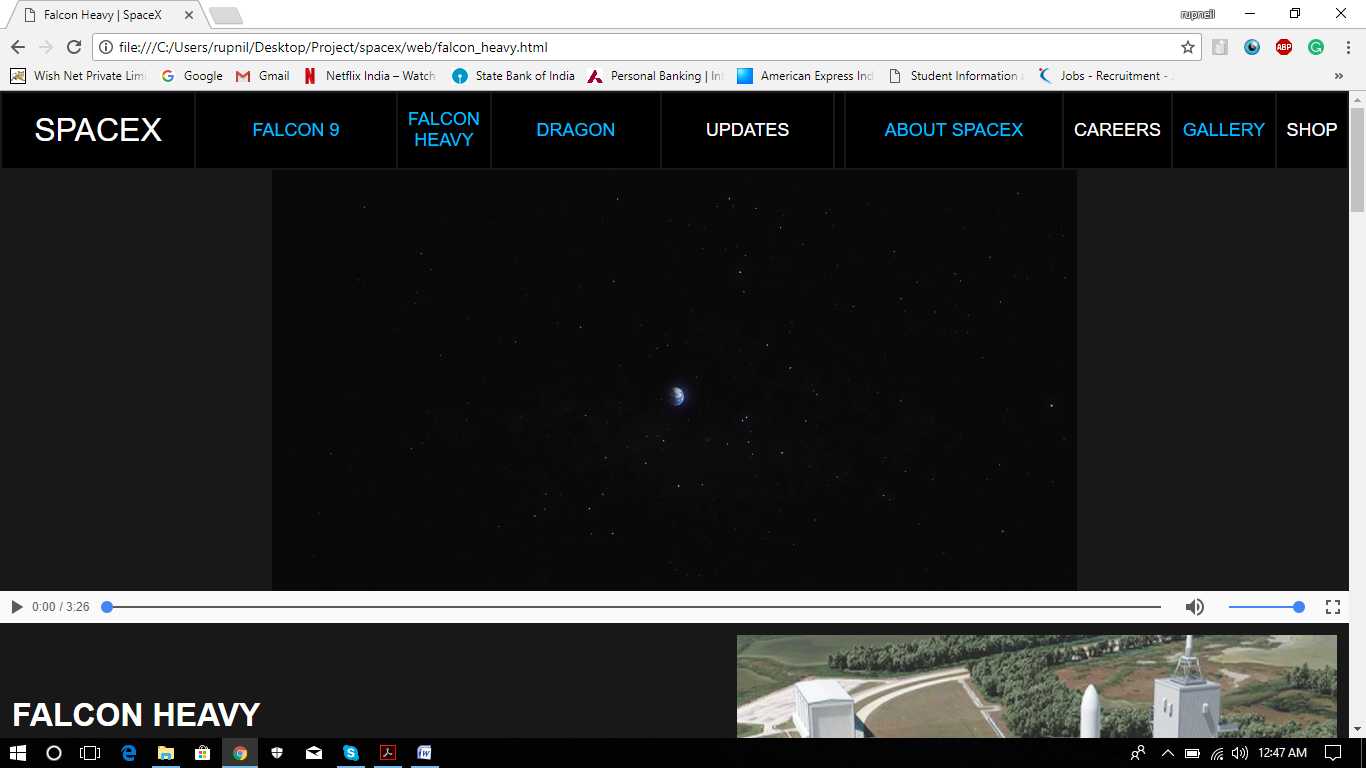 Falcon Heavy | SpaceX
rupneil
file:///C:/Users/rupnil/Desktop/Project/spacex/web/falcon_heavy.html
ABP
Wish Net Private Limi Google Gmail Netflix India – Watch State Bank of India Personal Banking | Int American Express Ind Student Information a Jobs - Recruitment -
SPACEX FALCON 9 FALCON HEAVY DRAGON UPDATES ABOUT SPACEX CAREERS GALLERY SHOP
0:00 / 3:26
FALCON HEAVY
12:47 AM